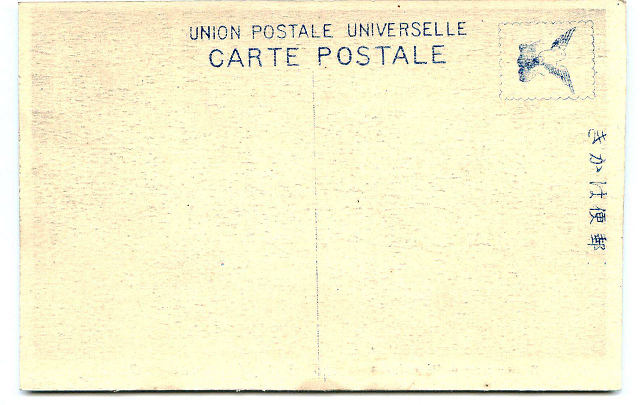 UNION POSTALE UNIVERSELLE
CARTE POSTALE
郵便はかき